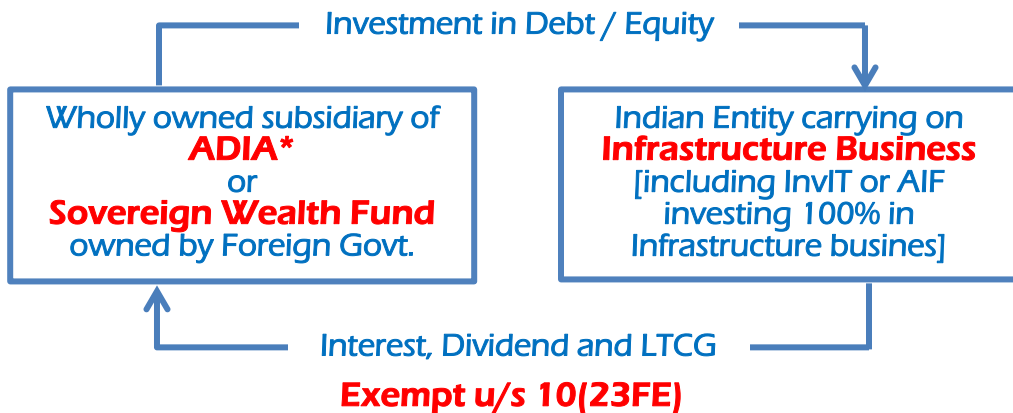 Investment in Debt / Equity
Wholly owned subsidiary of
ADIA*
or
Sovereign Wealth Fund
owned by Foreign Govt.
Indian Entity carrying on
Infrastructure Business
[including InvIT or AIF
investing 100% in
Infrastructure busines]
Interest, Dividend and LTCG
Exempt u/s 10(23FE)